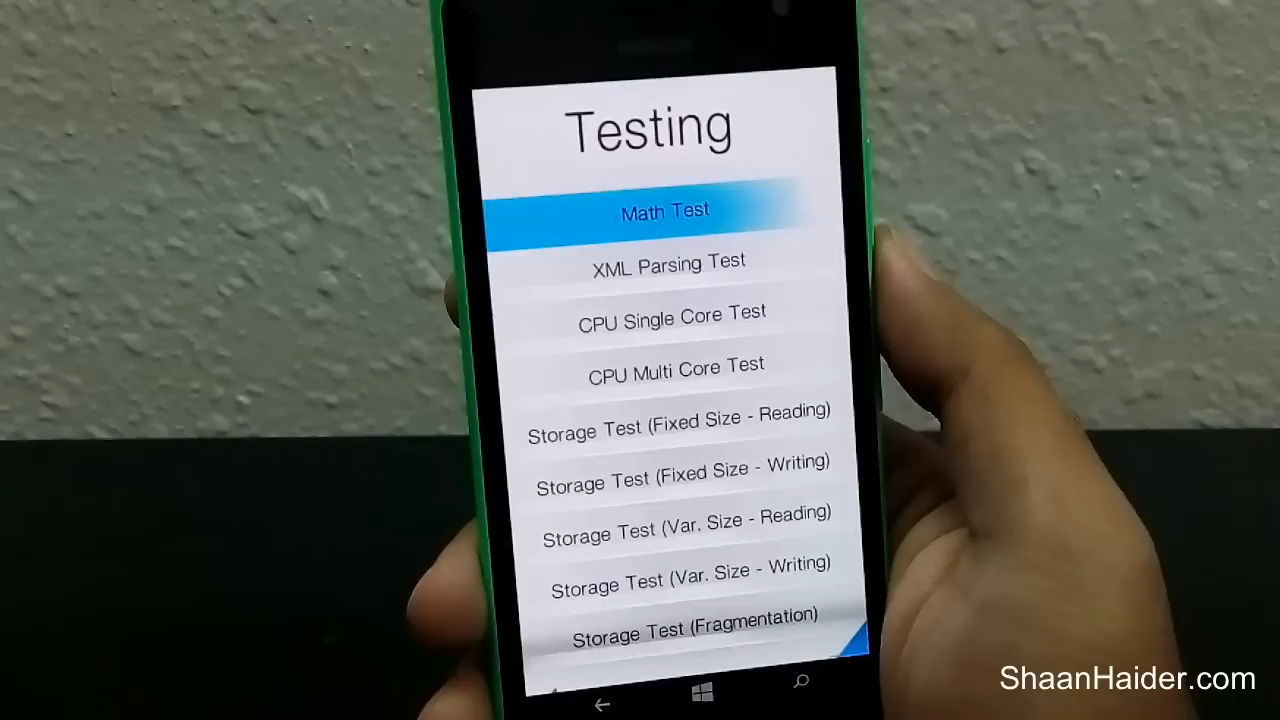 Testing
Math Test
XML Parsing Test
CPU Single Core Test
CPU Multi Core Test
Storage Test (Fixed Size - Reading)
Storage Test (Fixed Size - Writing)
Storage Test (Var. Size - Reading)
Storage Test (Var. Size - Writing)
Storage Test (Fragmentation)
ShaanHaider.com